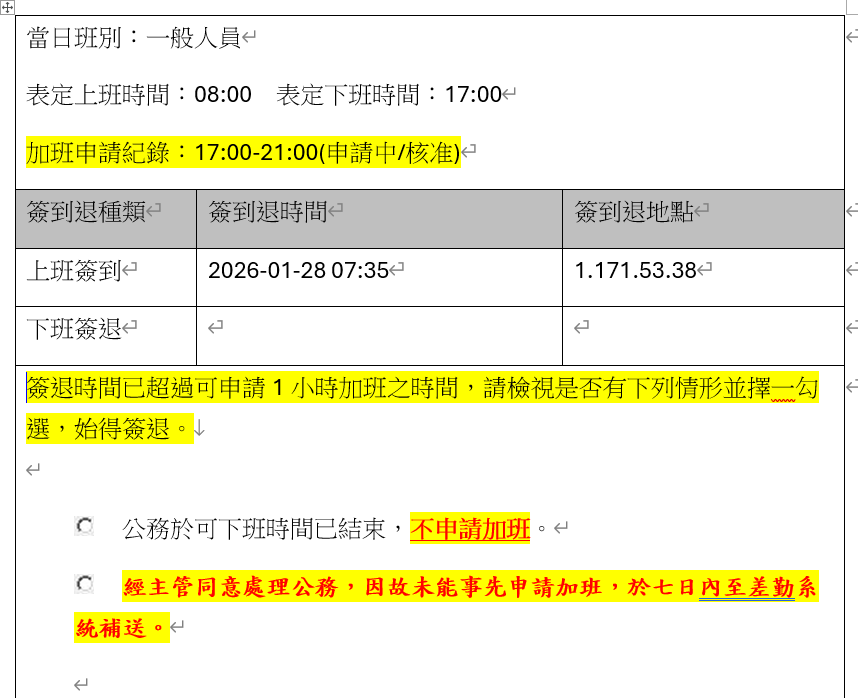 當日班別：一般人員
表定上班時間：08:00　表定下班時間：17:00
加班申請紀錄：17:00-21:00(申請中/核准)
簽到退種類 簽到退時間 簽到退地點
上班簽到 2026-01-28 07:35 1.171.53.38
下班簽退
簽退時間已超過可申請 1 小時加班之時間，請檢視是否有下列情形並擇一勾
選，始得簽退。
公務於可下班時間已結束，不申請加班。
經主管同意處理公務，因故未能事先申請加班，於七日內至差勤系
統補送。